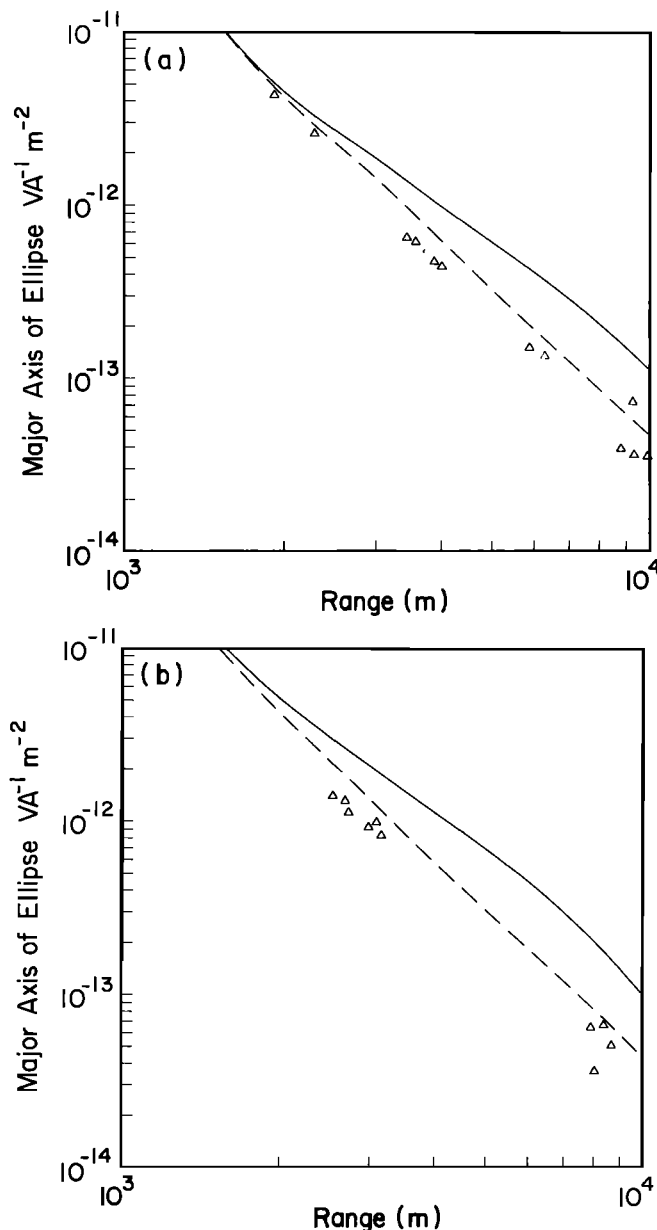 (a)
Major Axis of Ellipse VA⁻¹ m⁻²
10⁻¹¹
10⁻¹²
10⁻¹³
10⁻¹⁴
10³
10⁴
Range (m)
(b)
Major Axis of Ellipse VA⁻¹ m⁻²
10⁻¹¹
10⁻¹²
10⁻¹³
10⁻¹⁴
10³
10⁴
Range (m)